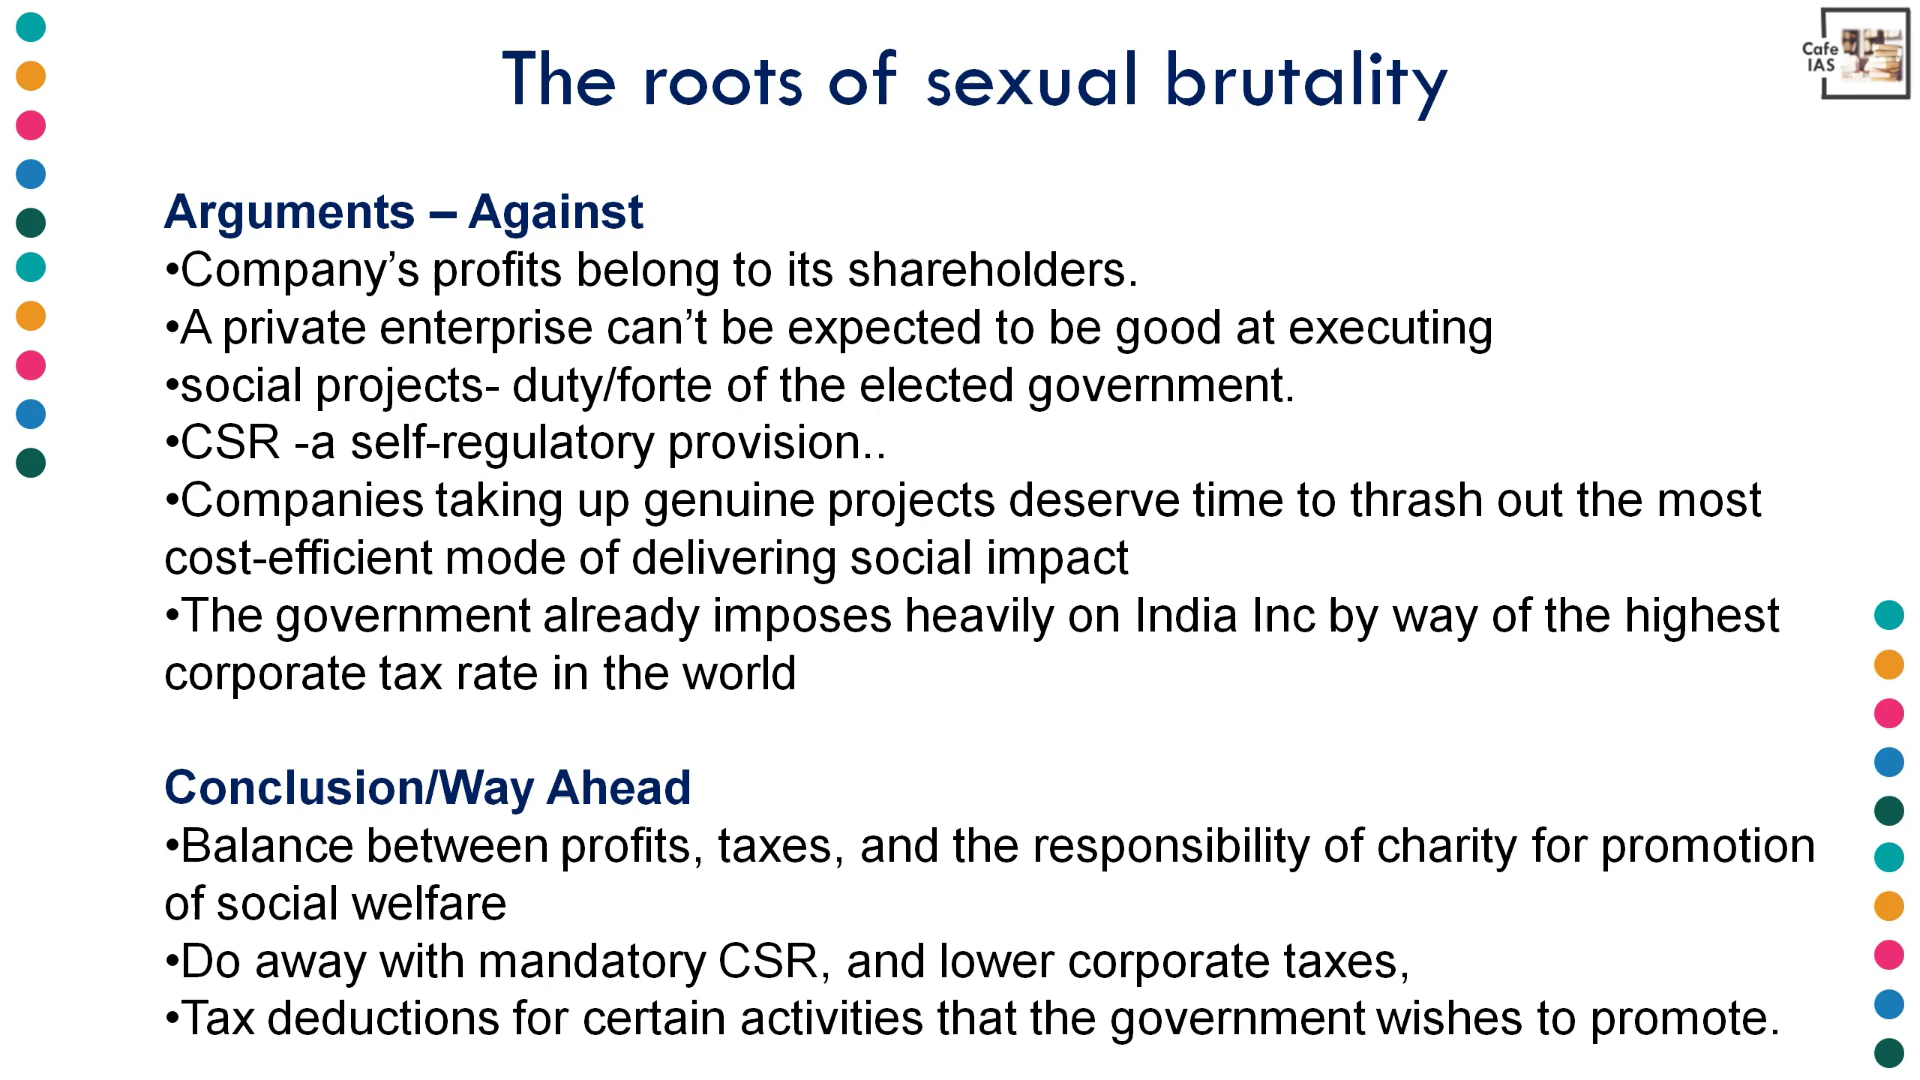 The roots of sexual brutality
Cafe
IAS
Arguments – Against
•Company’s profits belong to its shareholders.
•A private enterprise can’t be expected to be good at executing
•social projects- duty/forte of the elected government.
•CSR -a self-regulatory provision..
•Companies taking up genuine projects deserve time to thrash out the most
cost-efficient mode of delivering social impact
•The government already imposes heavily on India Inc by way of the highest
corporate tax rate in the world
Conclusion/Way Ahead
•Balance between profits, taxes, and the responsibility of charity for promotion
of social welfare
•Do away with mandatory CSR, and lower corporate taxes,
•Tax deductions for certain activities that the government wishes to promote.